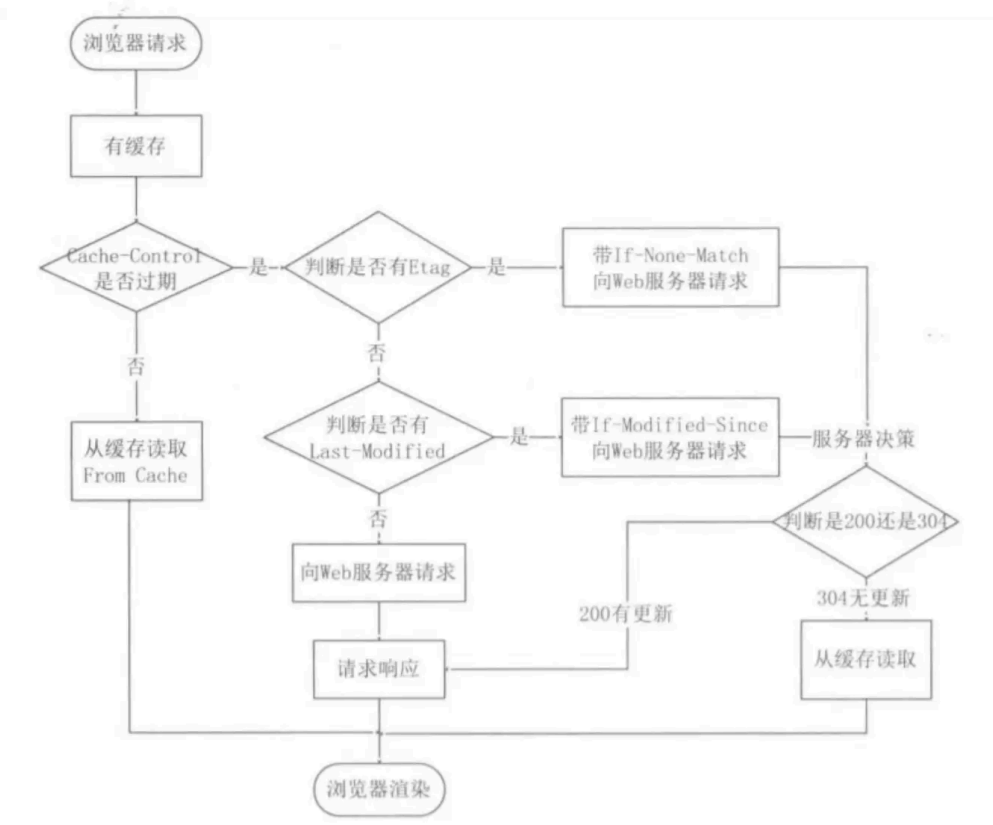 浏览器请求
有缓存
Cache-Control
是否过期
是
判断是否有Etag
是
带If-None-Match
向Web服务器请求
否
否
从缓存读取
From Cache
判断是否有
Last-Modified
是
带If-Modified-Since
向Web服务器请求
服务器决策
判断是200还是304
否
向Web服务器请求
200有更新
304无更新
请求响应
从缓存读取
浏览器渲染